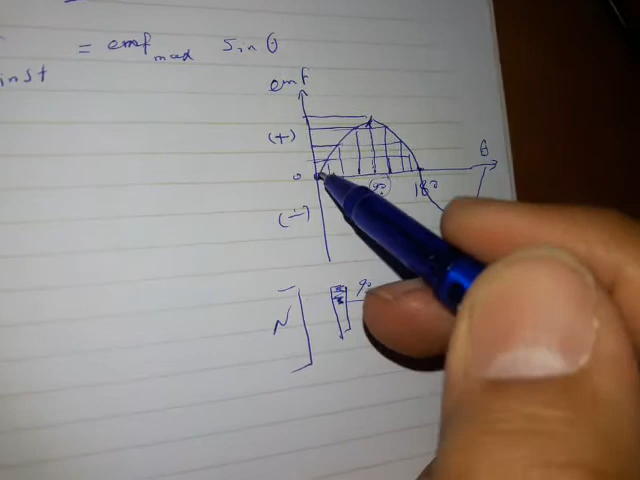 = emf max Sin θ
inst
emf
(+)
θ
0
90
180
(-)
N
90